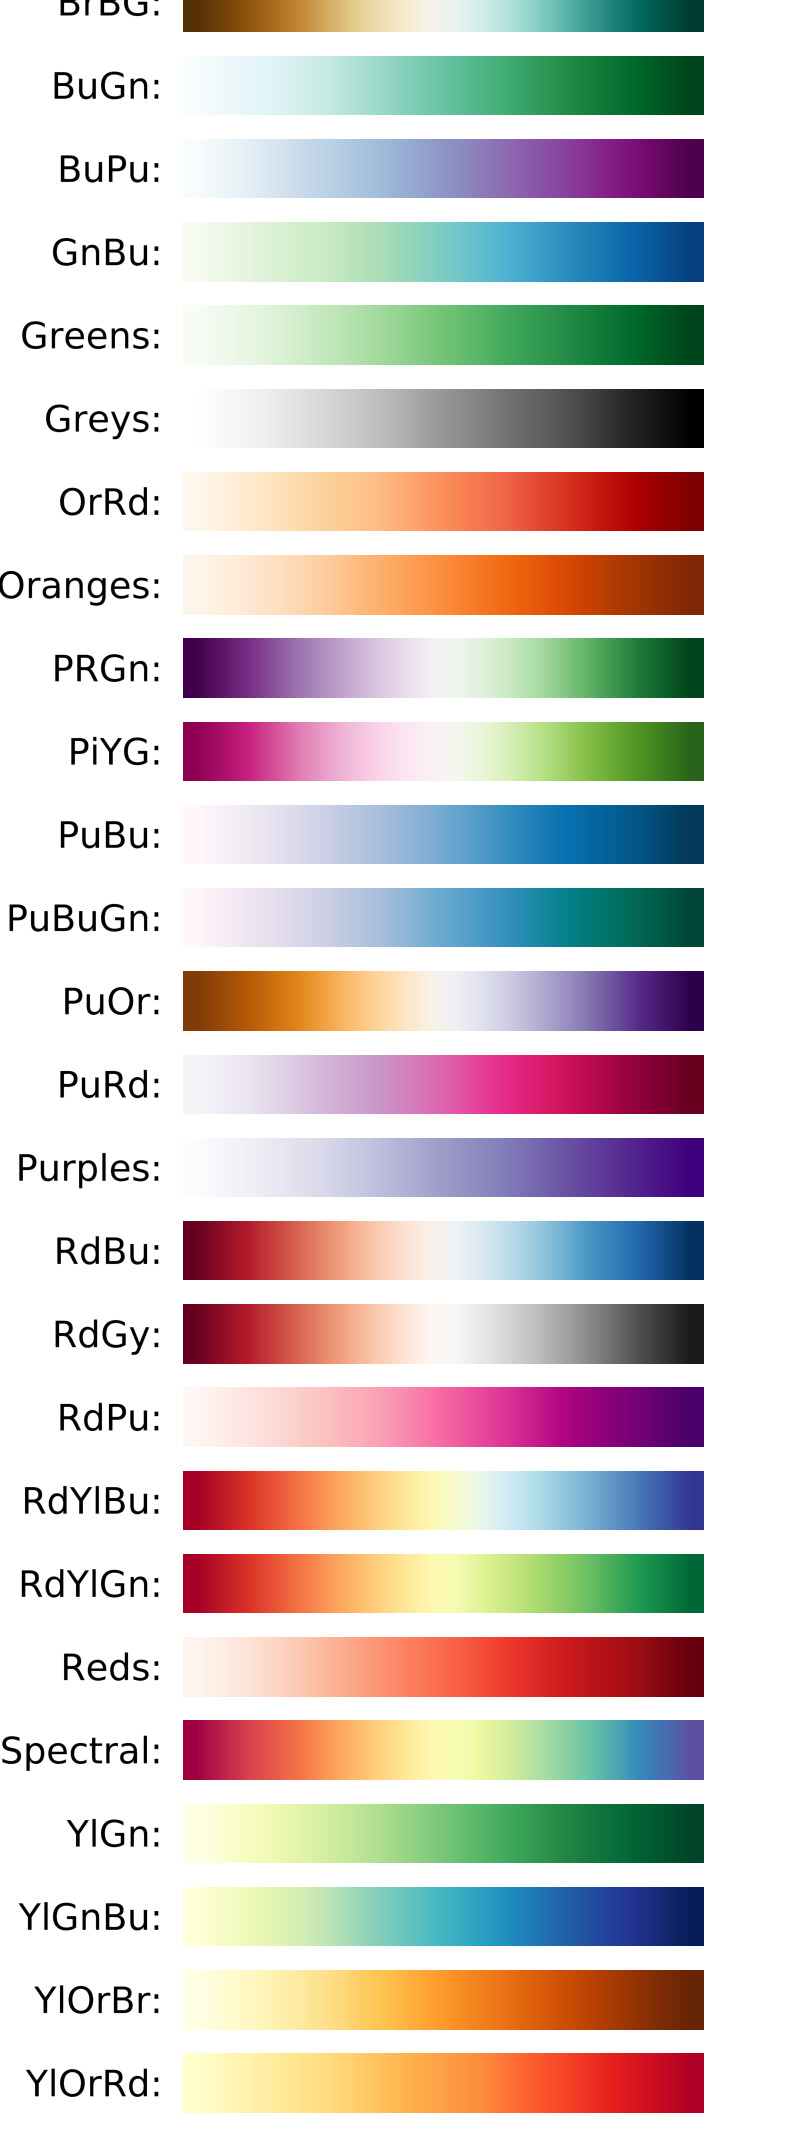 BrBG:
BuGn:
BuPu:
GnBu:
Greens:
Greys:
OrRd:
Oranges:
PRGn:
PiYG:
PuBu:
PuBuGn:
PuOr:
PuRd:
Purples:
RdBu:
RdGy:
RdPu:
RdYlBu:
RdYlGn:
Reds:
Spectral:
YlGn:
YlGnBu:
YlOrBr:
YlOrRd: